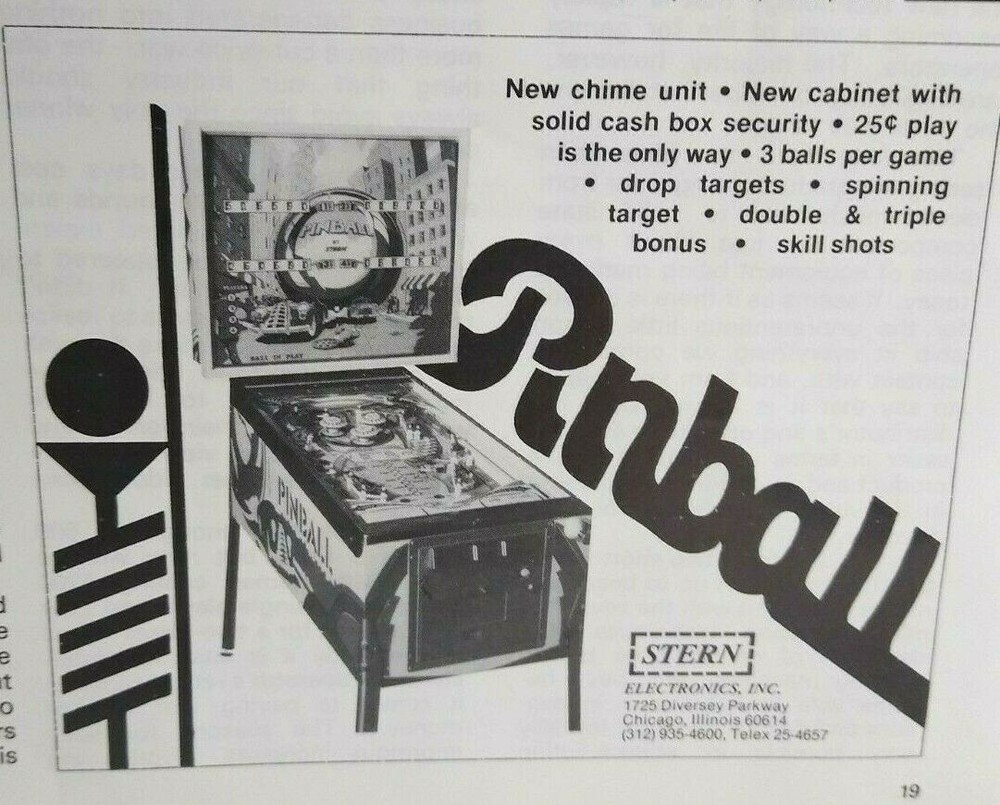 New chime unit • New cabinet with
solid cash box security • 25¢ play
is the only way • 3 balls per game
• drop targets • spinning
target • double & triple
bonus • skill shots
PINBALL
BALL IN PLAY
Pinball
PINBALL
STERN
ELECTRONICS, INC.
1725 Diversey Parkway
Chicago, Illinois 60614
(312) 935-4600, Telex 25-4657
19